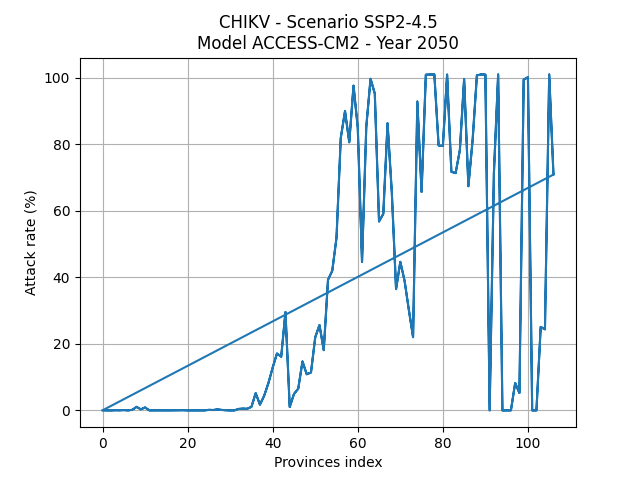 CHIKV - Scenario SSP2-4.5
Model ACCESS-CM2 - Year 2050
100
80
60
40
20
0
Attack rate (%)
0 20 40 60 80 100
Provinces index